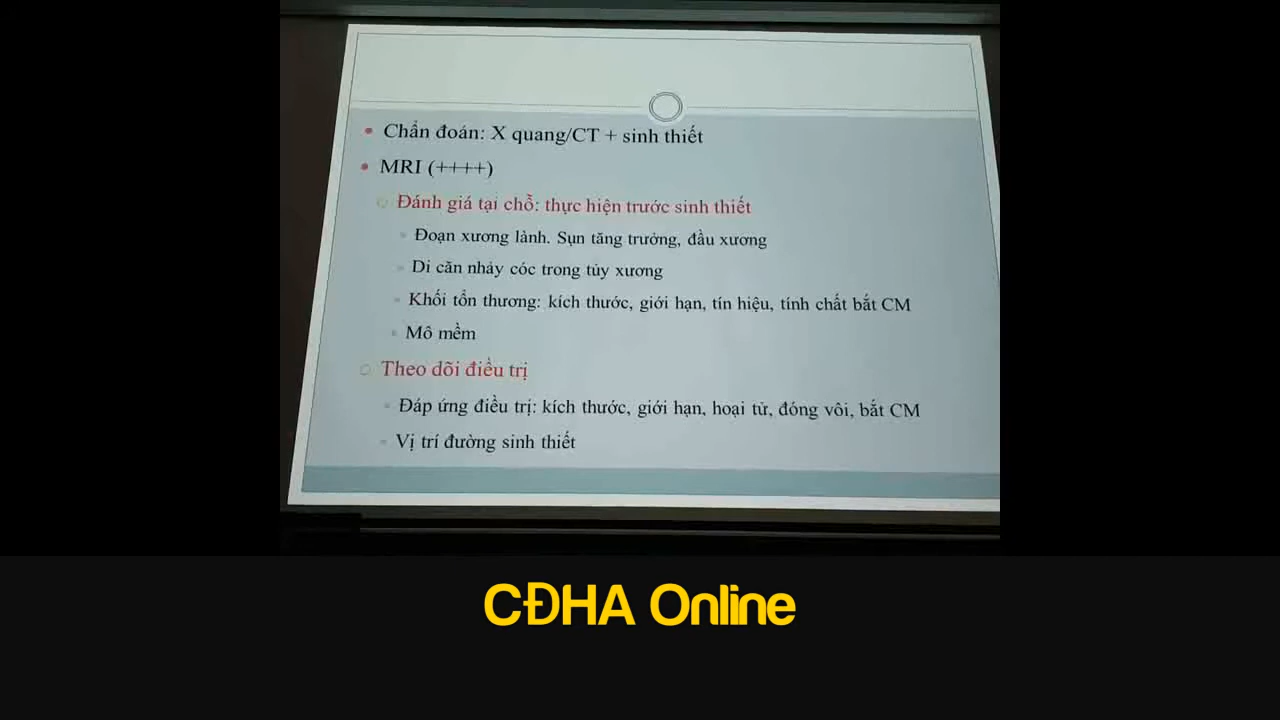 Chẩn đoán: X quang/CT + sinh thiết
MRI (++++)
Đánh giá tại chỗ: thực hiện trước sinh thiết
Đoạn xương lành. Sụn tăng trưởng, đầu xương
Di căn nhảy cóc trong tủy xương
Khối tổn thương: kích thước, giới hạn, tín hiệu, tính chất bắt CM
Mô mềm
Theo dõi điều trị
Đáp ứng điều trị: kích thước, giới hạn, hoại tử, đóng vôi, bắt CM
Vị trí đường sinh thiết
CĐHA Online